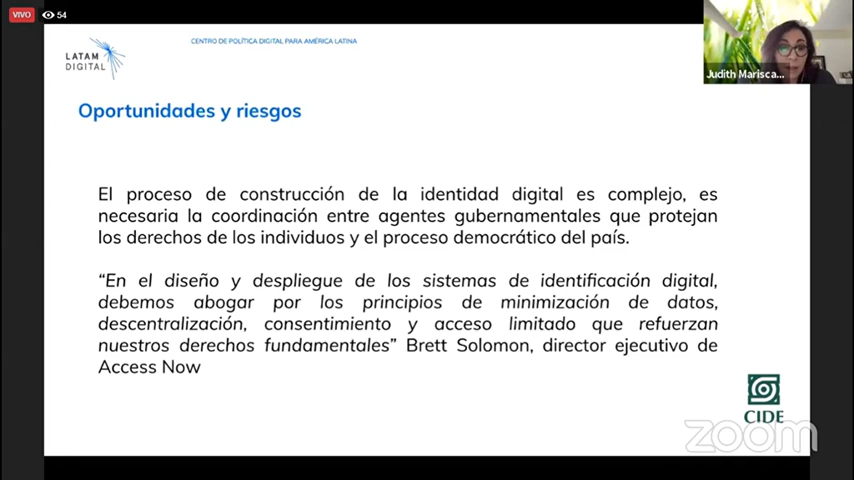 VIVO
54
LATAM
DIGITAL
CENTRO DE POLÍTICA DIGITAL PARA AMÉRICA LATINA
Judith Marisca...
Oportunidades y riesgos
El proceso de construcción de la identidad digital es complejo, es
necesaria la coordinación entre agentes gubernamentales que protejan
los derechos de los individuos y el proceso democrático del país.
“En el diseño y despliegue de los sistemas de identificación digital,
debemos abogar por los principios de minimización de datos,
descentralización, consentimiento y acceso limitado que refuerzan
nuestros derechos fundamentales” Brett Solomon, director ejecutivo de
Access Now
CIDE
zoom